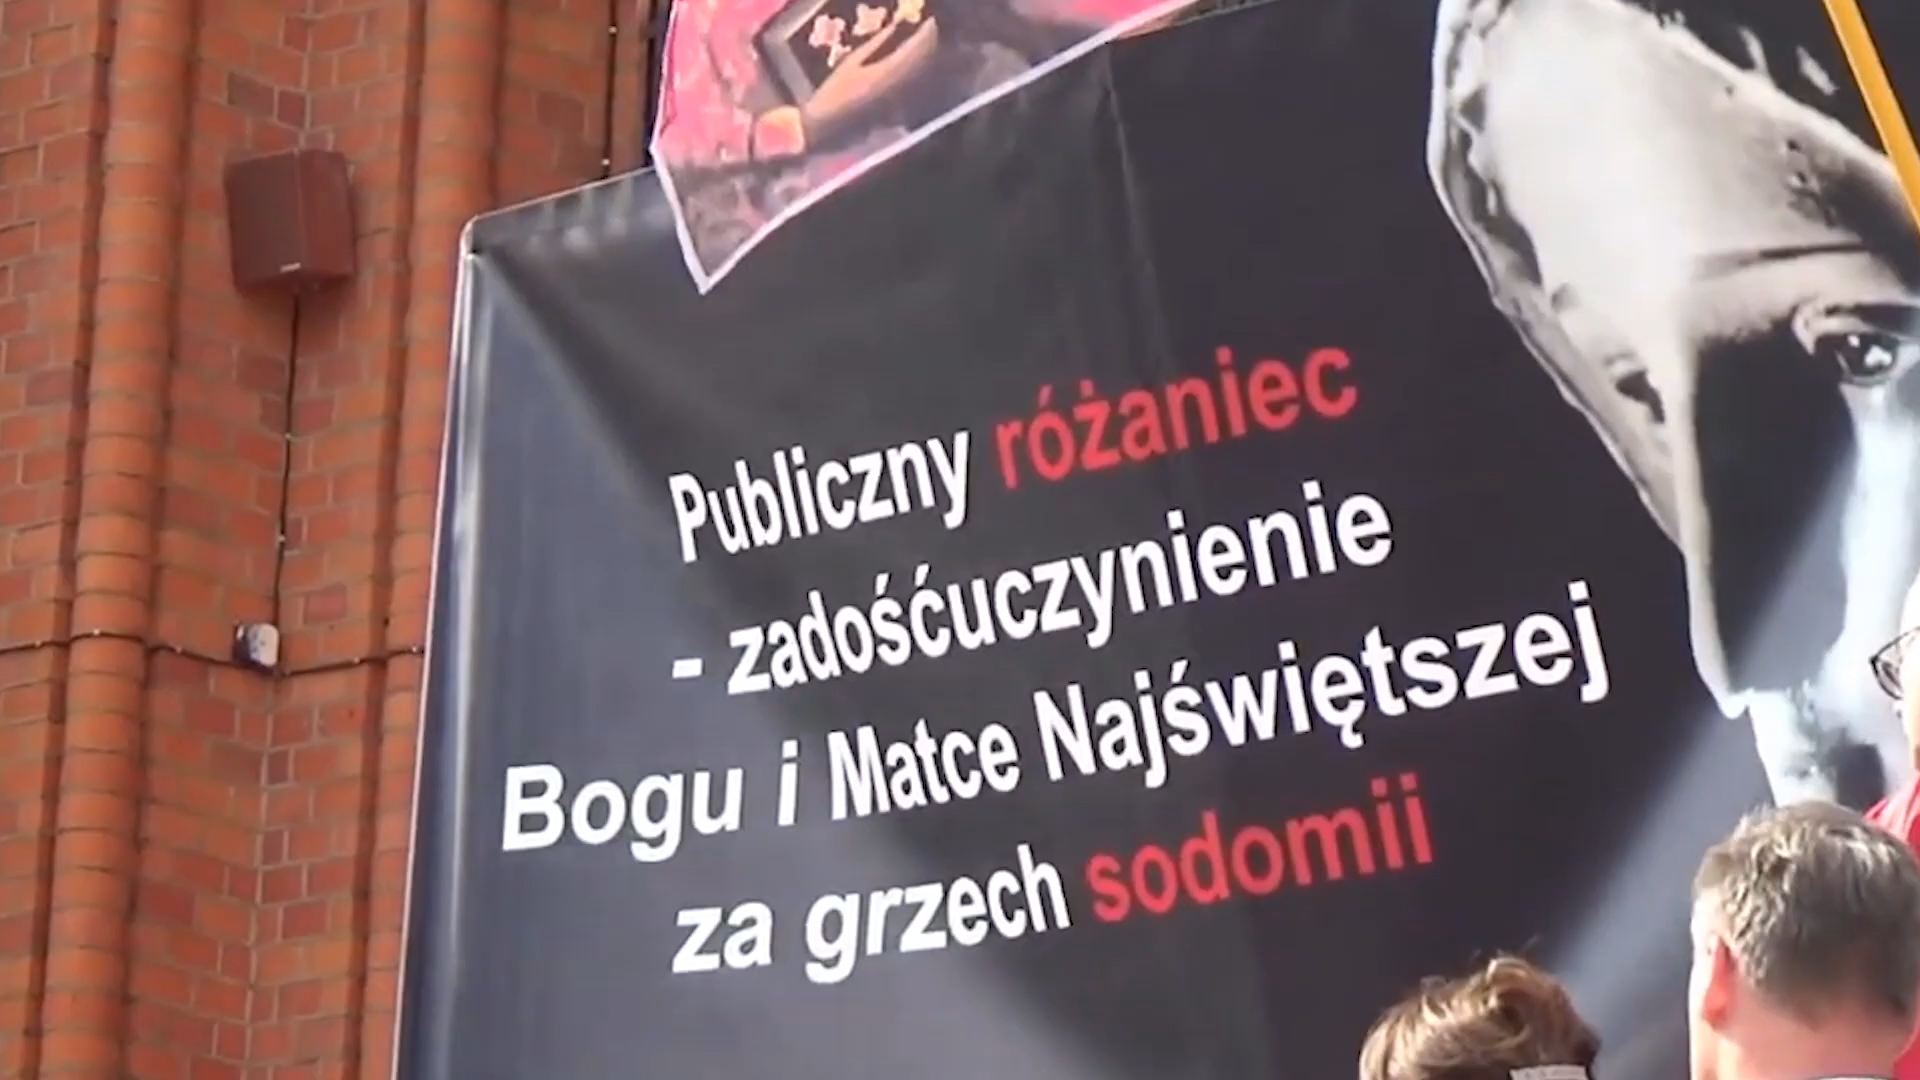 Publiczny różaniec
- zadośćuczynienie
Bogu i Matce Najświętszej
za grzech sodomii